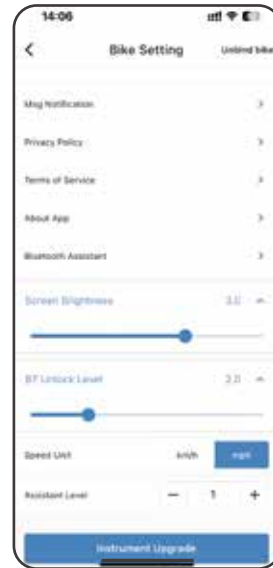 14:06
Bike Setting Unbind bike
Msg Notification
Privacy Policy
Terms of Service
About App
Bluetooth Assistant
Screen Brightness 3.0
BT Unlock Level 2.0
Speed Unit km/h mph
Assistant Level − 1 +
Instrument Upgrade